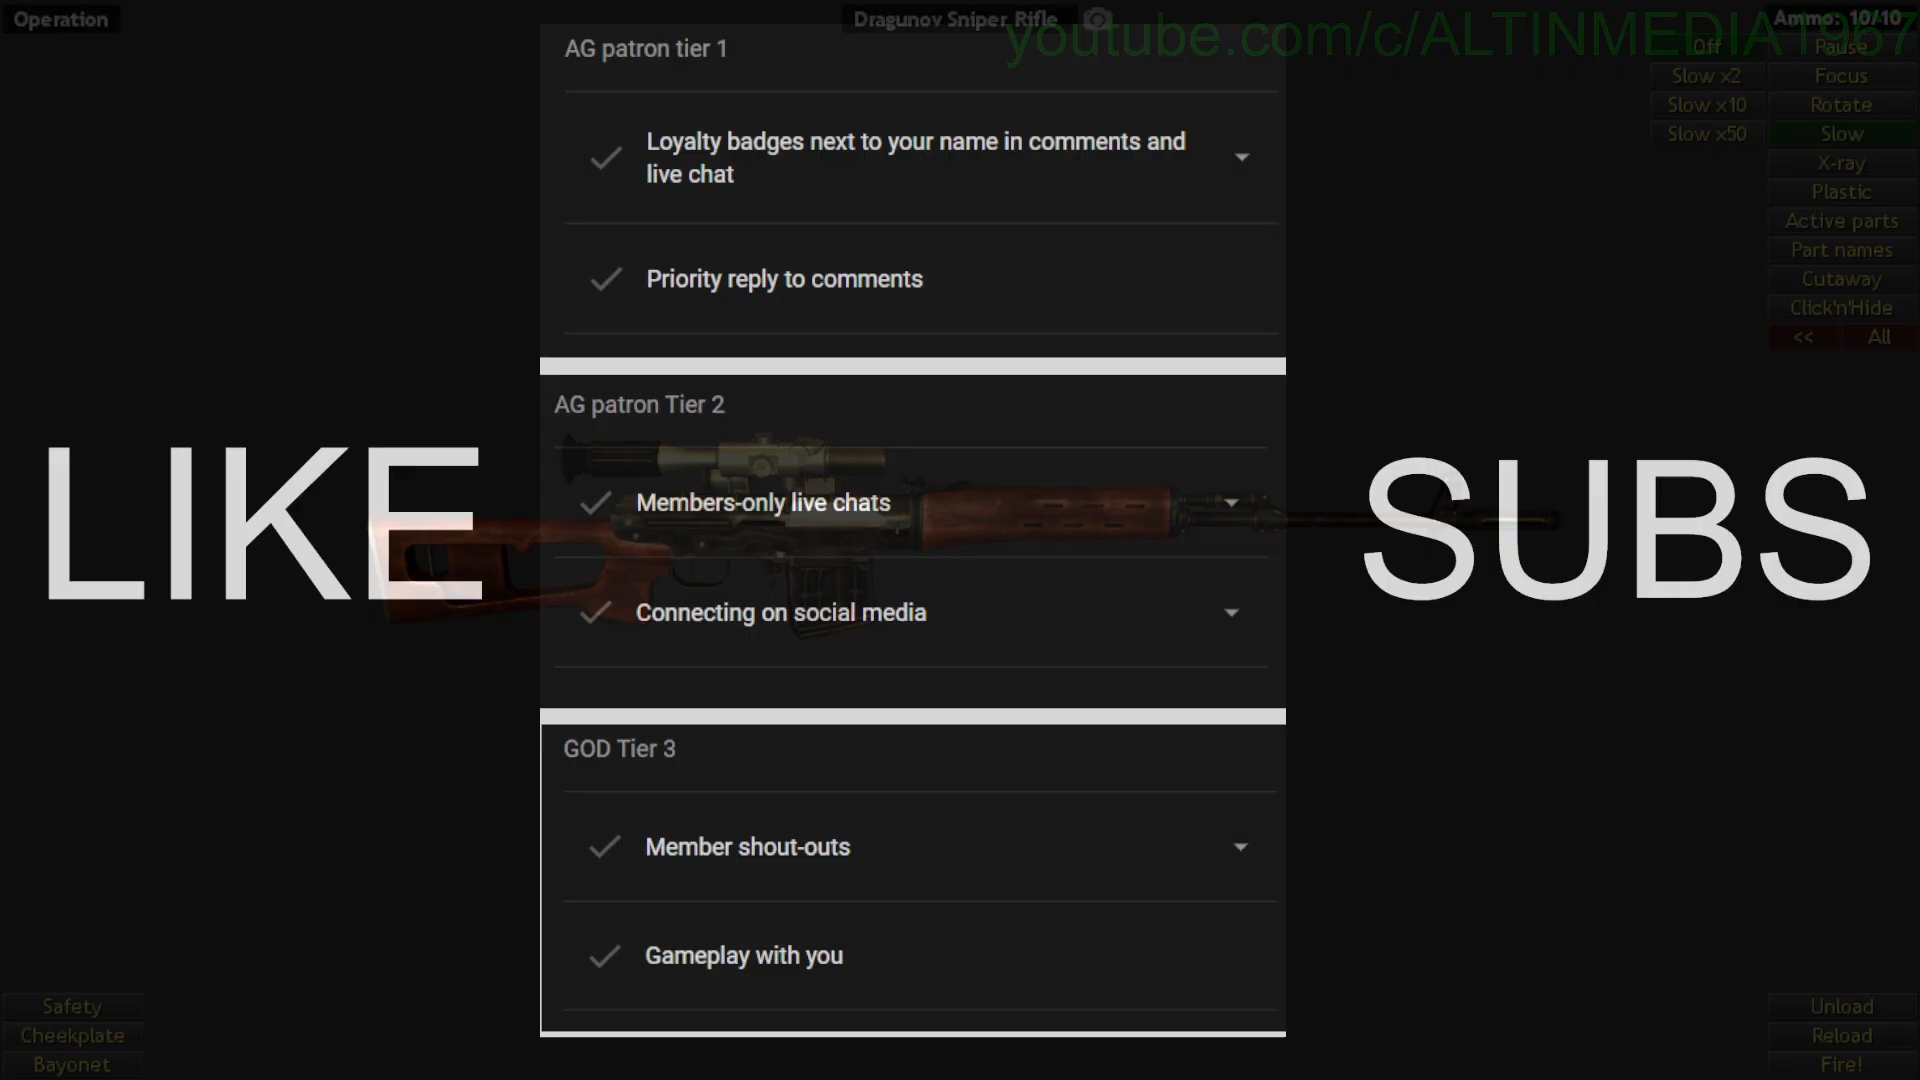 Operation
Dragunov Sniper Rifle
Ammo: 10/10
youtube.com/c/ALTINMEDIA1967
Off
Pause
Slow x2
Focus
Slow x10
Rotate
Slow x50
Slow
X-ray
Plastic
Active parts
Part names
Cutaway
Click'n'Hide
<<
All
AG patron tier 1
Loyalty badges next to your name in comments and
live chat
Priority reply to comments
AG patron Tier 2
Members-only live chats
Connecting on social media
LIKE
SUBS
GOD Tier 3
Member shout-outs
Gameplay with you
Safety
Cheekplate
Bayonet
Unload
Reload
Fire!